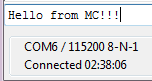 Hello from MC!!!
COM6 / 115200 8-N-1
Connected 02:38:06